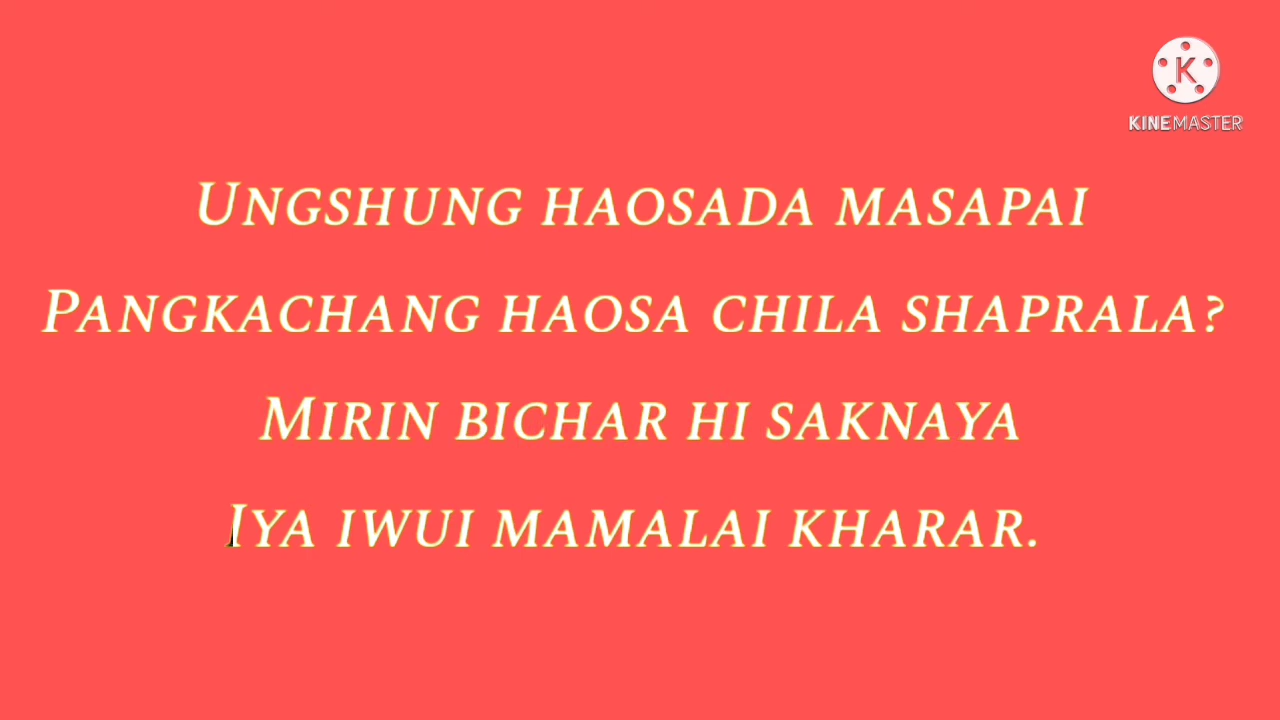 K
KINEMASTER
Ungshung haosada masapai
Pangkachang haosa chila shaprala?
Mirin bichar hi saknaya
Iya iwui mamalai kharar.